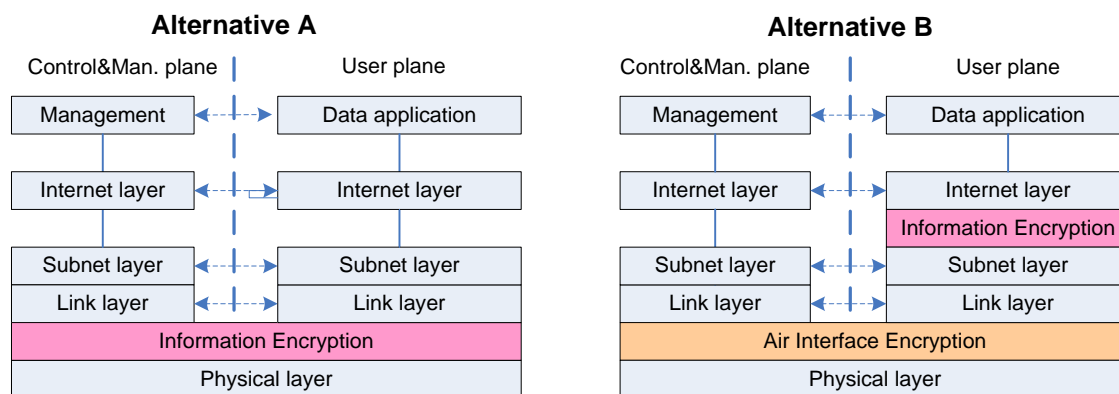 Alternative A
Control&Man. plane
User plane
Management
Data application
Internet layer
Internet layer
Subnet layer
Subnet layer
Link layer
Link layer
Information Encryption
Physical layer
Alternative B
Control&Man. plane
User plane
Management
Data application
Internet layer
Internet layer
Information Encryption
Subnet layer
Subnet layer
Link layer
Link layer
Air Interface Encryption
Physical layer